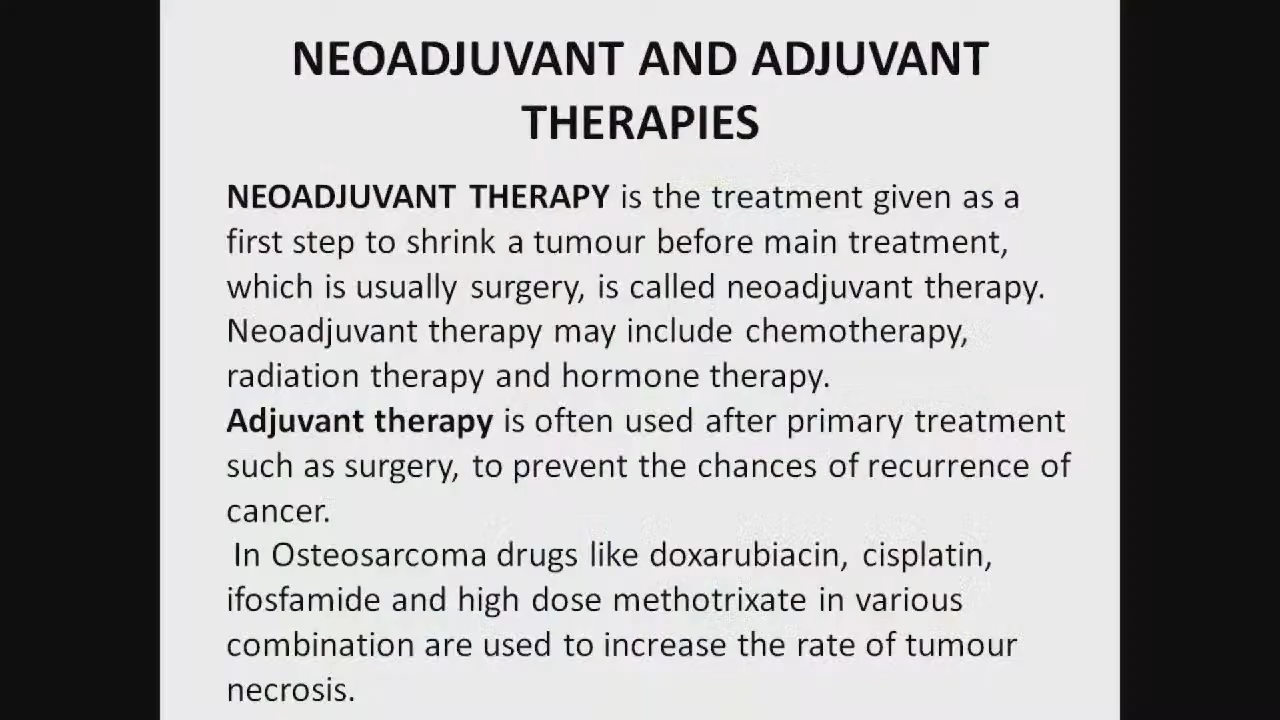 NEOADJUVANT AND ADJUVANT
THERAPIES
NEOADJUVANT THERAPY is the treatment given as a
first step to shrink a tumour before main treatment,
which is usually surgery, is called neoadjuvant therapy.
Neoadjuvant therapy may include chemotherapy,
radiation therapy and hormone therapy.
Adjuvant therapy is often used after primary treatment
such as surgery, to prevent the chances of recurrence of
cancer.
In Osteosarcoma drugs like doxarubiacin, cisplatin,
ifosfamide and high dose methotrixate in various
combination are used to increase the rate of tumour
necrosis.